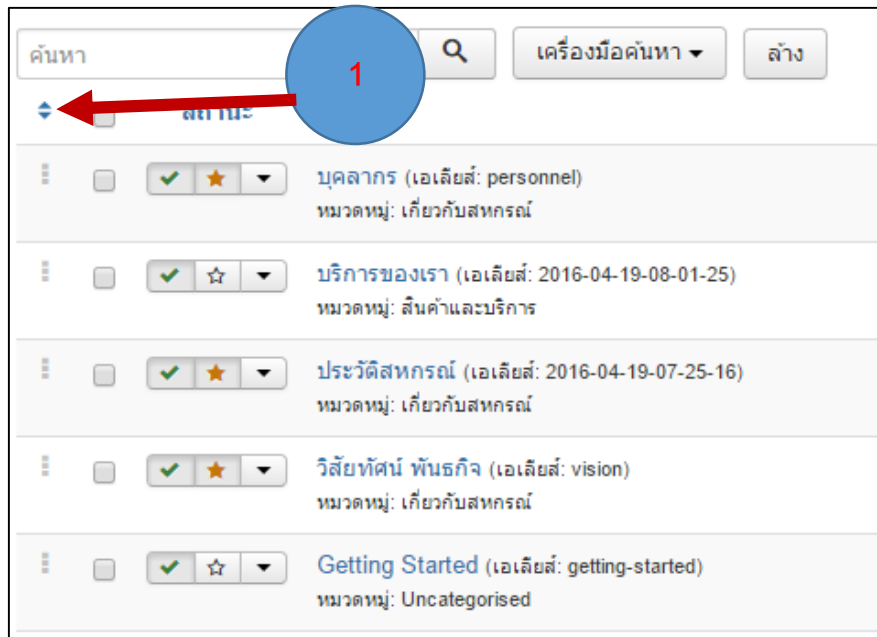 ค้นหา เครื่องมือค้นหา ล้าง
1
สถานะ
บุคลากร (เอเลียส์: personnel)
หมวดหมู่: เกี่ยวกับสหกรณ์
บริการของเรา (เอเลียส์: 2016-04-19-08-01-25)
หมวดหมู่: สินค้าและบริการ
ประวัติสหกรณ์ (เอเลียส์: 2016-04-19-07-25-16)
หมวดหมู่: เกี่ยวกับสหกรณ์
วิสัยทัศน์ พันธกิจ (เอเลียส์: vision)
หมวดหมู่: เกี่ยวกับสหกรณ์
Getting Started (เอเลียส์: getting-started)
หมวดหมู่: Uncategorised